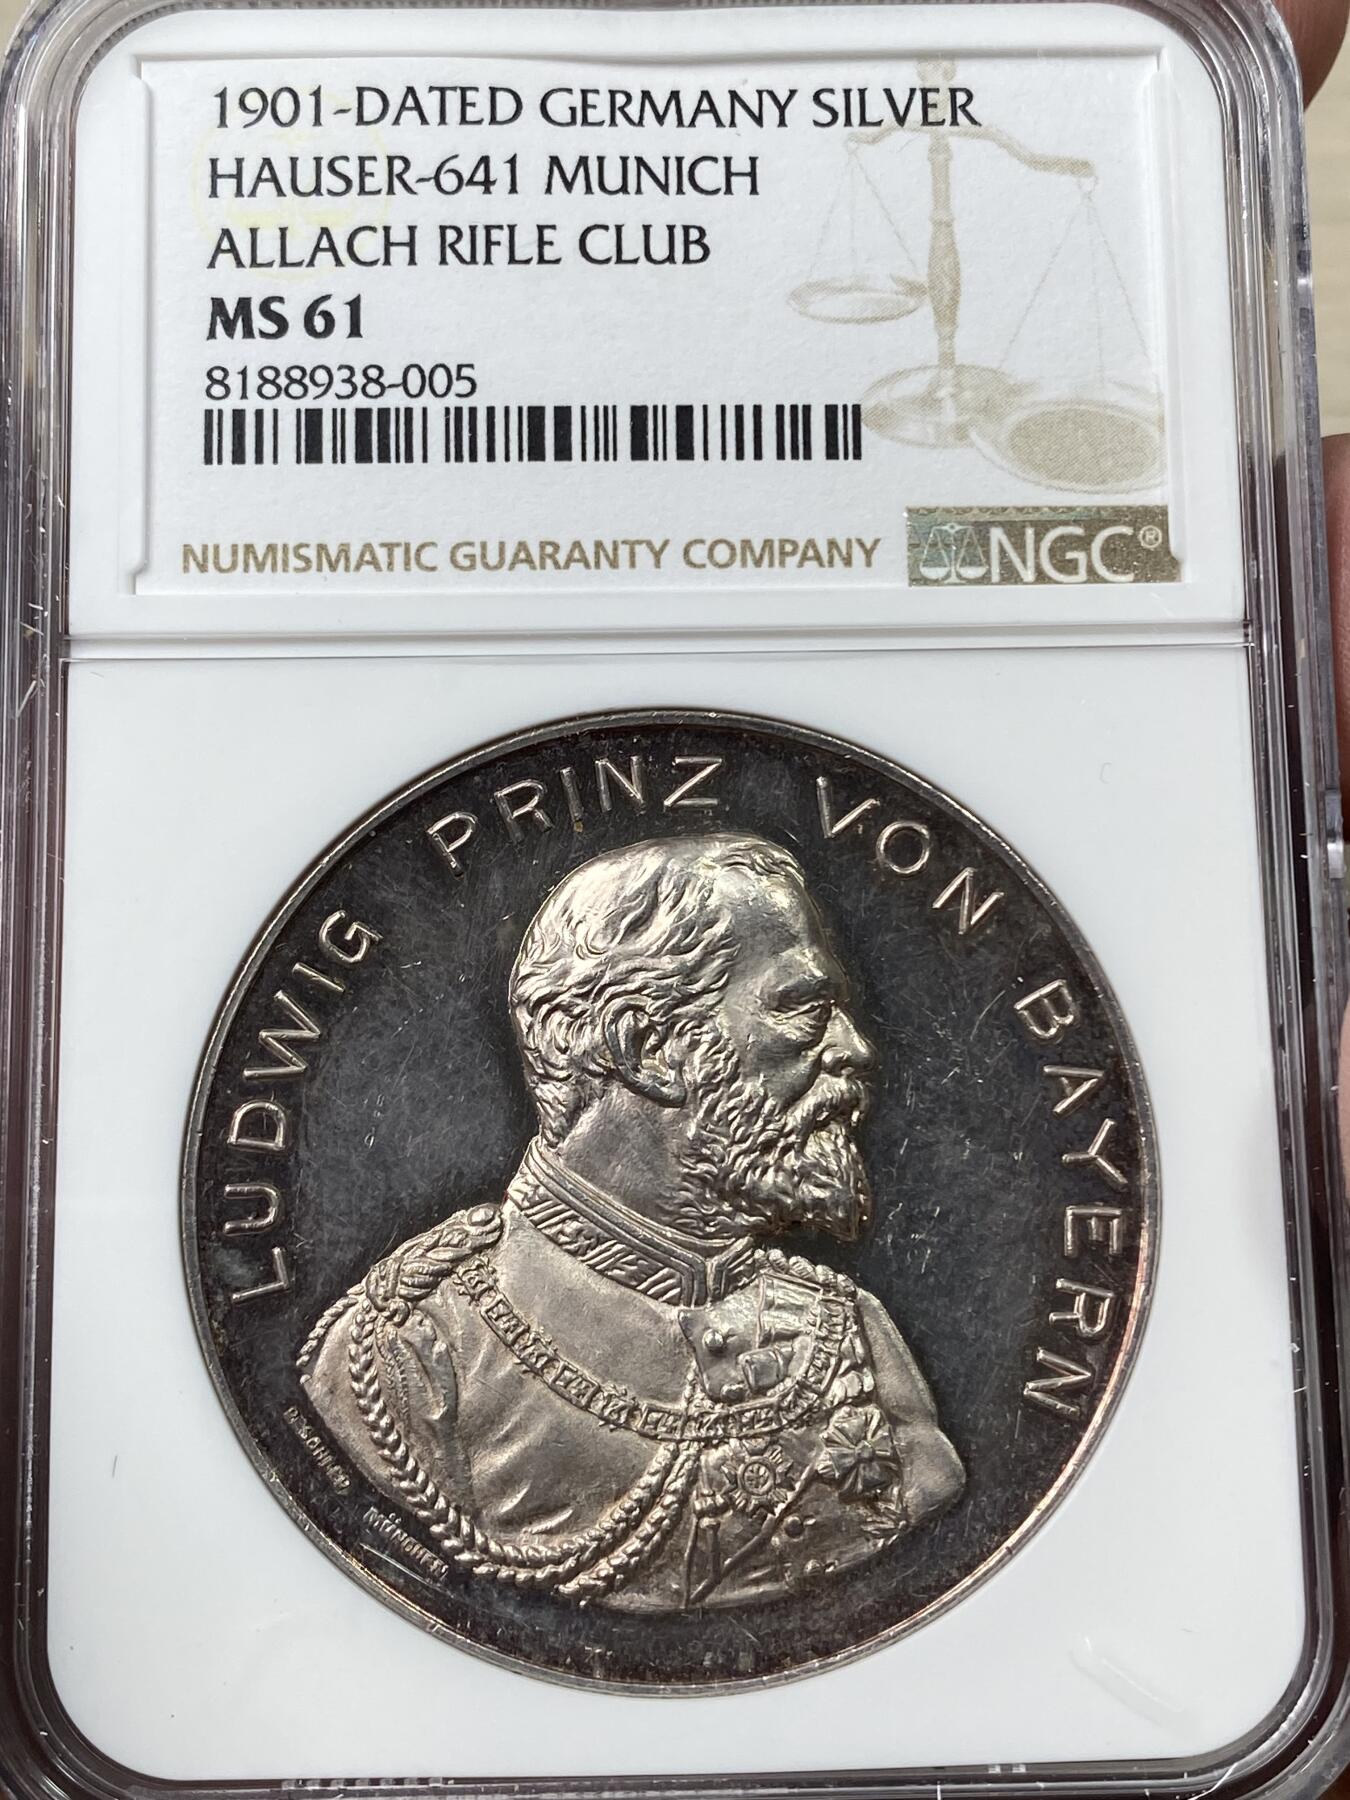 1901-DATED GERMANY SILVER
HAUSER-641 MUNICH
ALLACH RIFLE CLUB
MS 61
8188938-005
NUMISMATIC GUARANTY COMPANY
NGC®
LUDWIG PRINZ VON BAYERN
MÜNCHEN